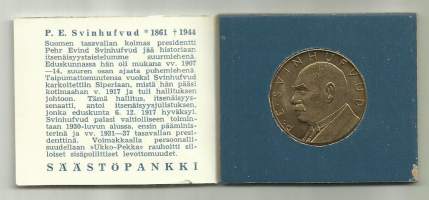 P. E. Svinhufvud * 1861 † 1944
Suomen tasavallan kolmas presidentti
Pehr Evind Svinhufvud jää historiaan
itsenäisyystaistelumme suurmiehenä.
Eduskunnassa hän oli mukana vv. 1907
—14, suuren osan ajasta puhemiehenä.
Taipumattomuutensa vuoksi Svinhufvud
karkoitettiin Siperiaan, mistä hän pääsi
kotimaahan v. 1917 ja tuli hallituksen
johtoon. Tämä hallitus, itsenäisyys-
senaatti, antoi itsenäisyysjulistuksen,
jonka eduskunta 6. 12. 1917 hyväksyi.
Svinhufvud palasi valtiolliseen toimin-
taan 1930-luvun alussa, ensin pääminis-
terinä ja vv. 1931—37 tasavallan presi-
denttinä. Voimakkaalla persoonalli-
suudellaan »Ukko-Pekka» rauhoitti sil-
loiset sisäpoliittiset levottomuudet.
SÄÄSTÖPANKKI
P. E. SVINHUFVUD